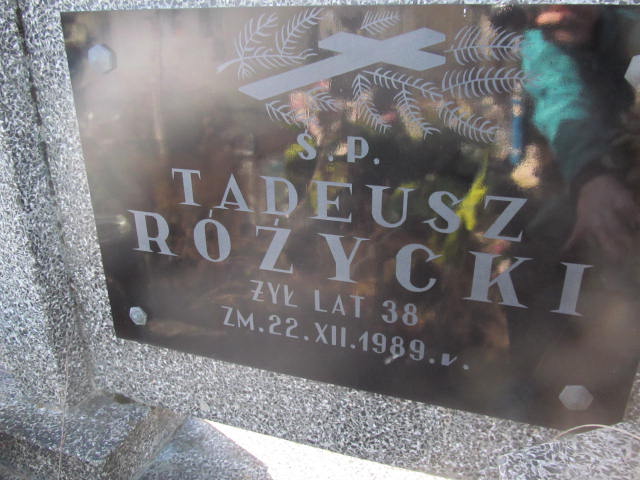 Ś.P.
TADEUSZ
RÓŻYCKI
ŻYŁ LAT 38
ZM. 22. XII. 1989. r.